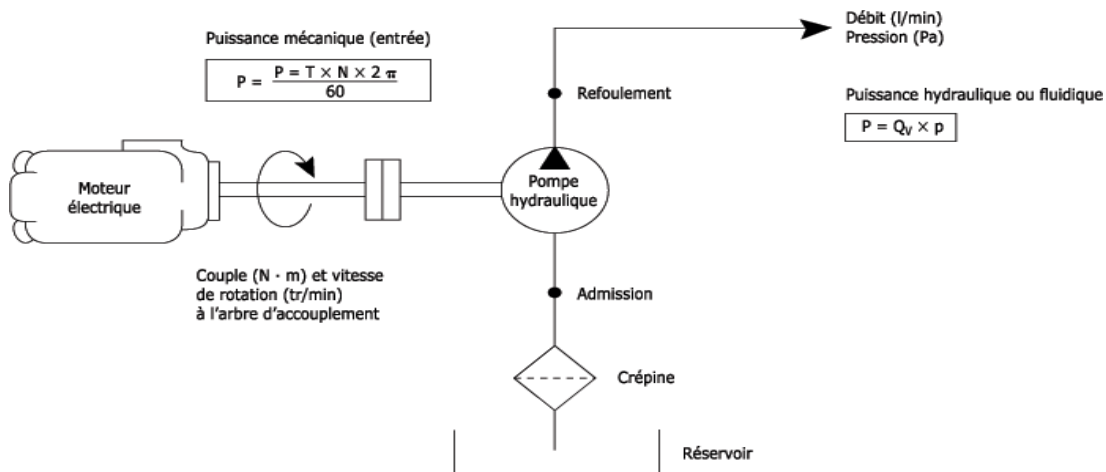 Débit (l/min)
Pression (Pa)
Puissance mécanique (entrée)
P = P = T × N × 2 π
60
Refoulement
Puissance hydraulique ou fluidique
P = Qv × p
Moteur
électrique
Pompe
hydraulique
Couple (N · m) et vitesse
de rotation (tr/min)
à l'arbre d'accouplement
Admission
Crépine
Réservoir